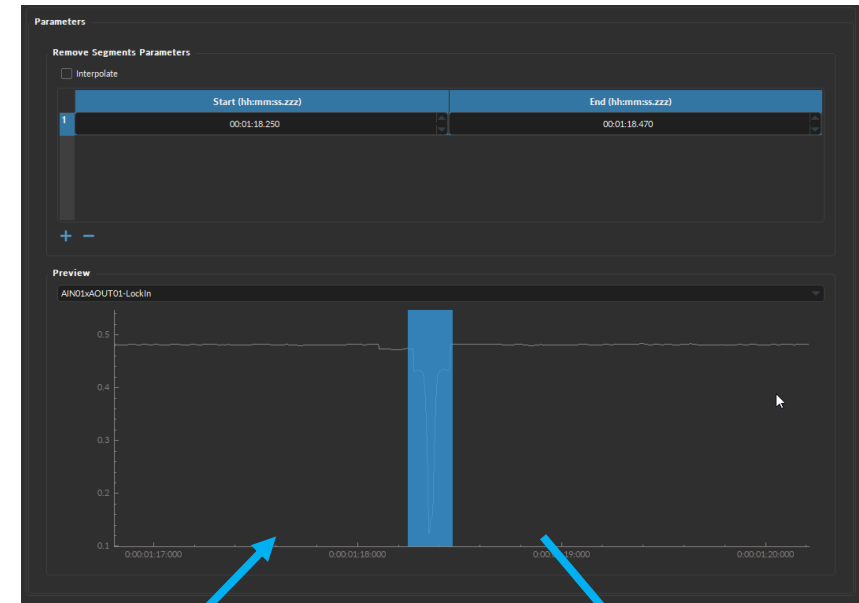 Parameters
Remove Segments Parameters
Interpolate
Start (hh:mm:ss.zzz) End (hh:mm:ss.zzz)
1 00:01:18.250 00:01:18.470
+ −
Preview
AIN01xAOUT01-LockIn
0.5
0.4
0.3
0.2
0.1
0:00:01:17:000 0:00:01:18:000 0:00:01:19:000 0:00:01:20:000